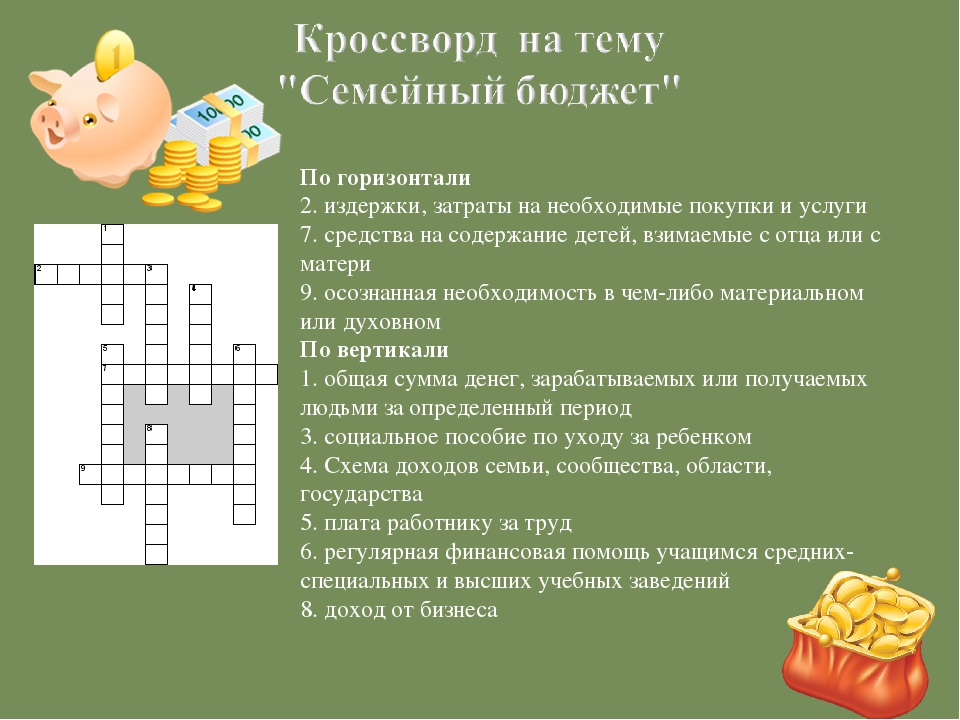 Кроссворд на тему
"Семейный бюджет"
1
1000
По горизонтали
2. издержки, затраты на необходимые покупки и услуги
7. средства на содержание детей, взимаемые с отца или с
матери
9. осознанная необходимость в чем-либо материальном
или духовном
По вертикали
1. общая сумма денег, зарабатываемых или получаемых
людьми за определенный период
3. социальное пособие по уходу за ребенком
4. Схема доходов семьи, сообщества, области,
государства
5. плата работнику за труд
6. регулярная финансовая помощь учащимся средних-
специальных и высших учебных заведений
8. доход от бизнеса
1
2 3
4
5 6
7
8
9